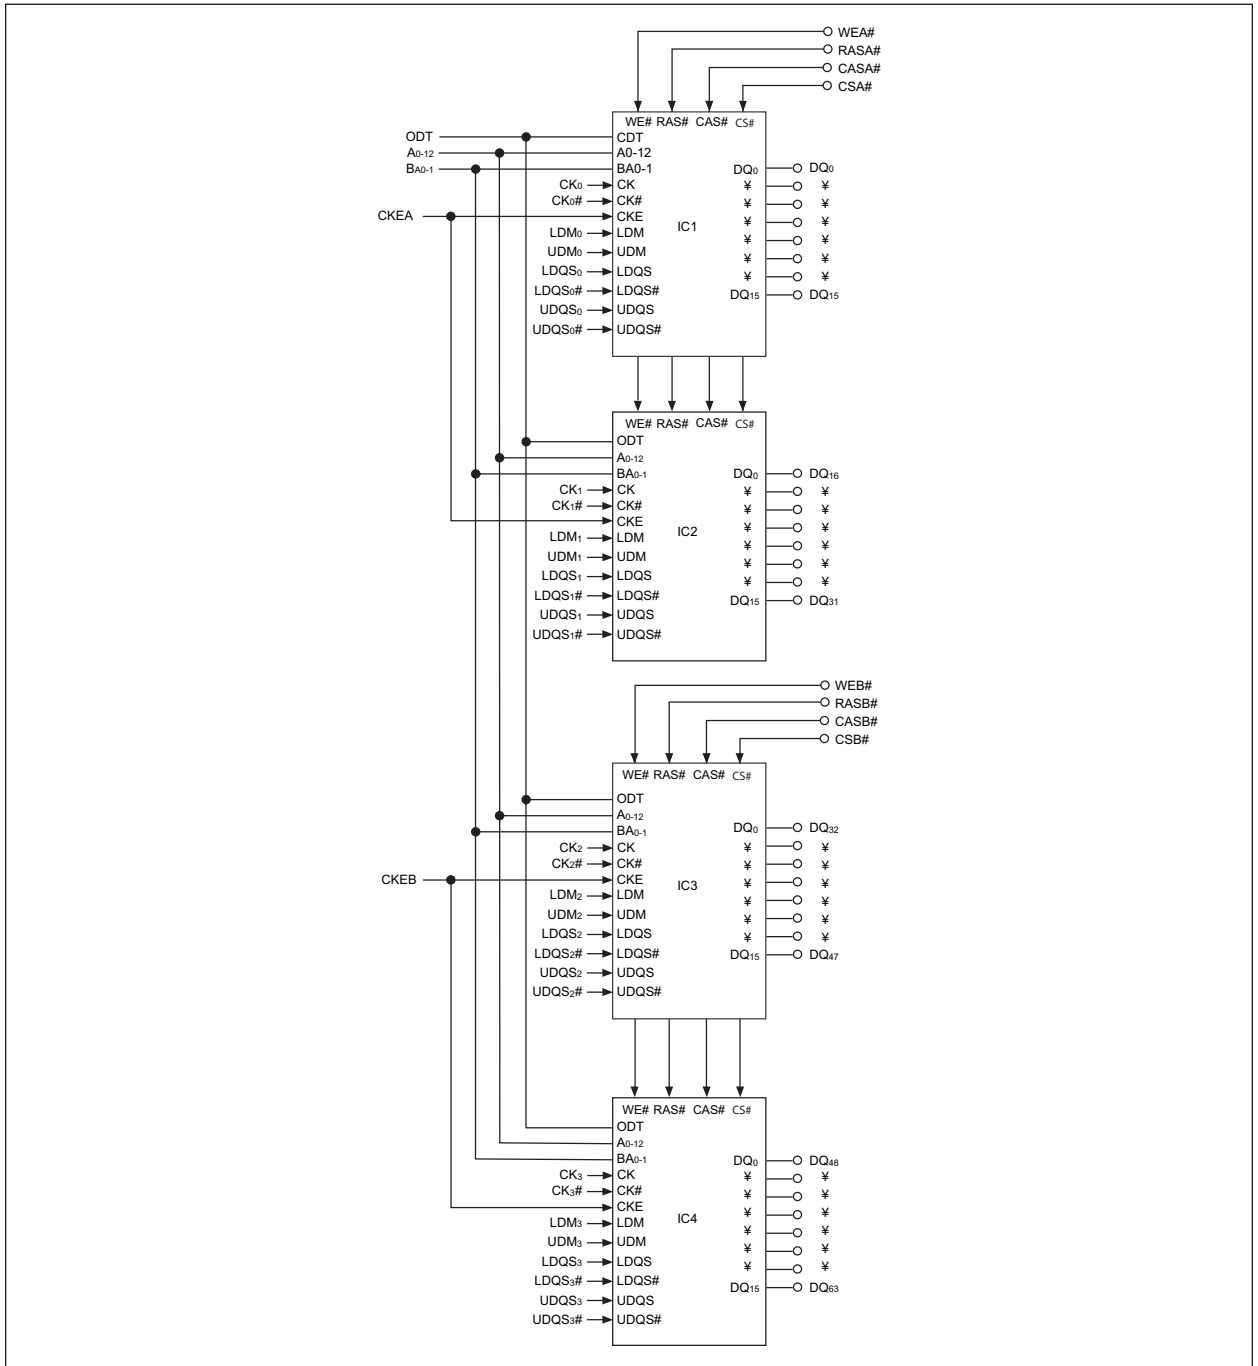 WEA#
RASA#
CASA#
CSA#
WE# RAS# CAS# CS#
ODT CDT
A0-12 A0-12
BA0-1 BA0-1 DQ0 DQ0
CK0 CK ¥ ¥
CK0# CK# ¥ ¥
CKEA CKE ¥ ¥
IC1
LDM0 LDM ¥ ¥
UDM0 UDM ¥ ¥
LDQS0 LDQS ¥ ¥
LDQS0# LDQS# DQ15 DQ15
UDQS0 UDQS
UDQS0# UDQS#
WE# RAS# CAS# CS#
ODT
A0-12
BA0-1 DQ0 DQ16
CK1 CK ¥ ¥
CK1# CK# ¥ ¥
CKE ¥ ¥
IC2
LDM1 LDM ¥ ¥
UDM1 UDM ¥ ¥
LDQS1 LDQS ¥ ¥
LDQS1# LDQS# DQ15 DQ31
UDQS1 UDQS
UDQS1# UDQS#
WEB#
RASB#
CASB#
CSB#
WE# RAS# CAS# CS#
ODT
A0-12
BA0-1 DQ0 DQ32
CK2 CK ¥ ¥
CK2# CK# ¥ ¥
CKEB CKE ¥ ¥
IC3
LDM2 LDM ¥ ¥
UDM2 UDM ¥ ¥
LDQS2 LDQS ¥ ¥
LDQS2# LDQS# DQ15 DQ47
UDQS2 UDQS
UDQS2# UDQS#
WE# RAS# CAS# CS#
ODT
A0-12
BA0-1 DQ0 DQ48
CK3 CK ¥ ¥
CK3# CK# ¥ ¥
CKE ¥ ¥
IC4
LDM3 LDM ¥ ¥
UDM3 UDM ¥ ¥
LDQS3 LDQS ¥ ¥
LDQS3# LDQS# DQ15 DQ63
UDQS3 UDQS
UDQS3# UDQS#